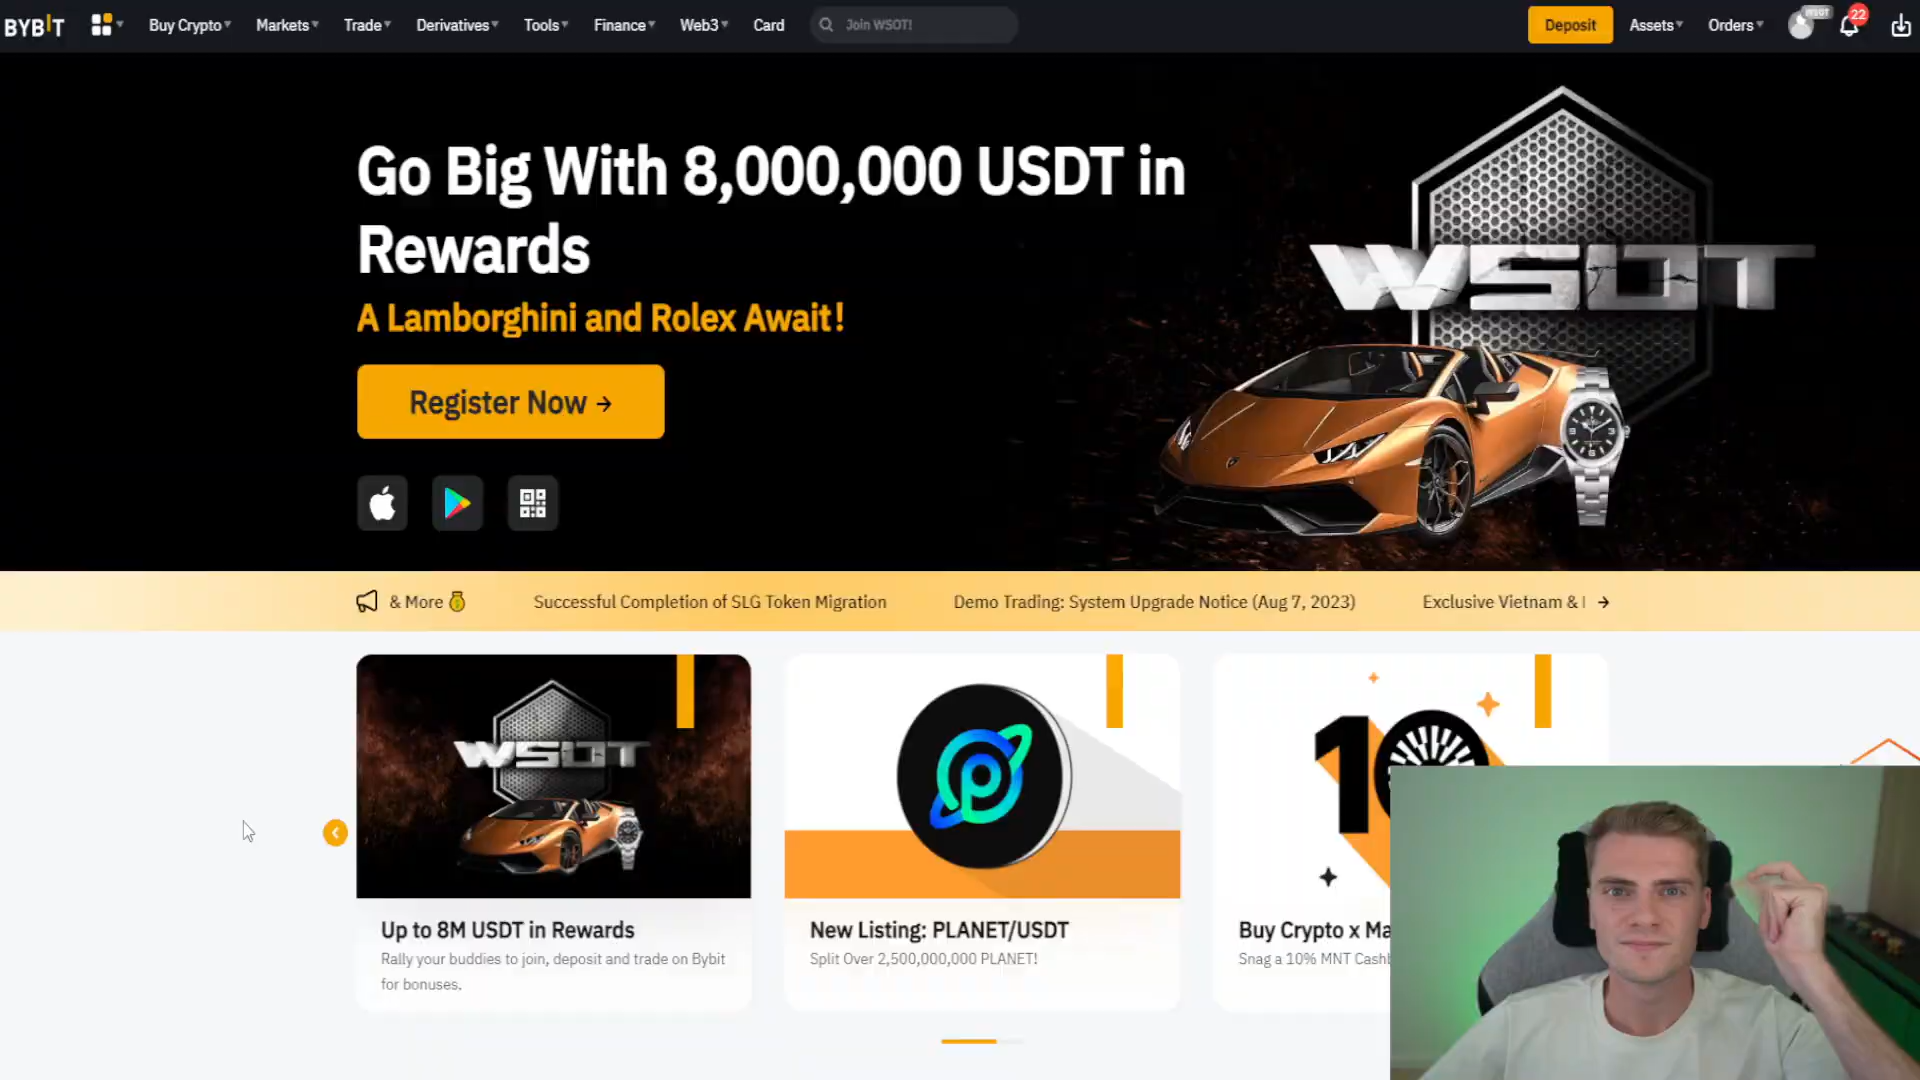 BYBIT
Buy Crypto
Markets
Trade
Derivatives
Tools
Finance
Web3
Card
Join WSOT!
Deposit
Assets
Orders
WSOT
22
Go Big With 8,000,000 USDT in
Rewards
A Lamborghini and Rolex Await!
Register Now →
WSOT
& More
Successful Completion of SLG Token Migration
Demo Trading: System Upgrade Notice (Aug 7, 2023)
Exclusive Vietnam &
WSOT
10
Up to 8M USDT in Rewards
Rally your buddies to join, deposit and trade on Bybit
for bonuses.
New Listing: PLANET/USDT
Split Over 2,500,000,000 PLANET!
Buy Crypto x Ma
Snag a 10% MNT Cash